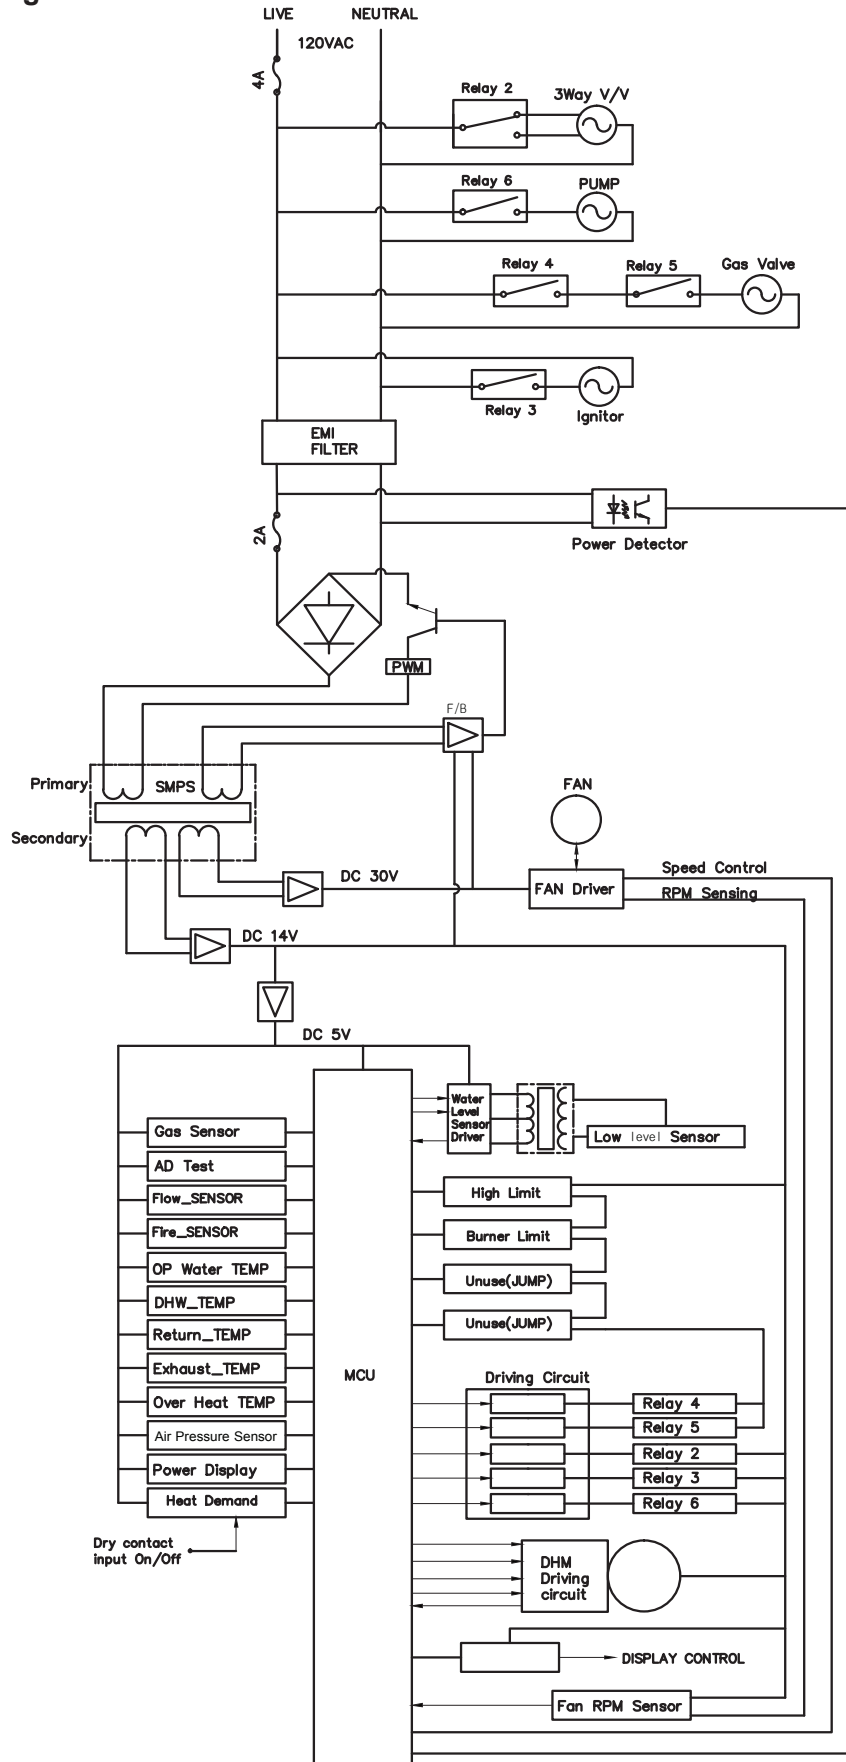 LIVE NEUTRAL
120VAC
4A
Relay 2
3Way V/V
Relay 6
PUMP
Relay 4
Relay 5
Gas Valve
Relay 3
Ignitor
EMI
FILTER
2A
Power Detector
PWM
F/B
Primary
SMPS
Secondary
FAN
DC 30V
FAN Driver
Speed Control
RPM Sensing
DC 14V
DC 5V
Water
Level
Sensor
Driver
Low level Sensor
Gas Sensor
AD Test
Flow_SENSOR
Fire_SENSOR
OP Water TEMP
DHW_TEMP
Return_TEMP
Exhaust_TEMP
Over Heat TEMP
Air Pressure Sensor
Power Display
Heat Demand
Dry contact
input On/Off
MCU
High Limit
Burner Limit
Unuse(JUMP)
Unuse(JUMP)
Driving Circuit
Relay 4
Relay 5
Relay 2
Relay 3
Relay 6
DHM
Driving
circuit
DISPLAY CONTROL
Fan RPM Sensor